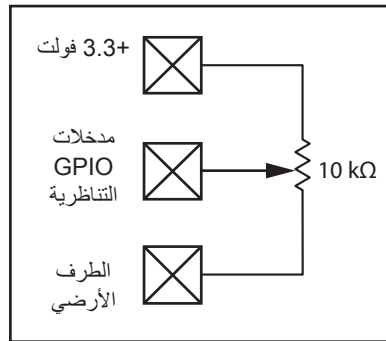 +3.3 فولت
مدخلات
GPIO
التناظرية
10 kΩ
الطرف
الأرضي